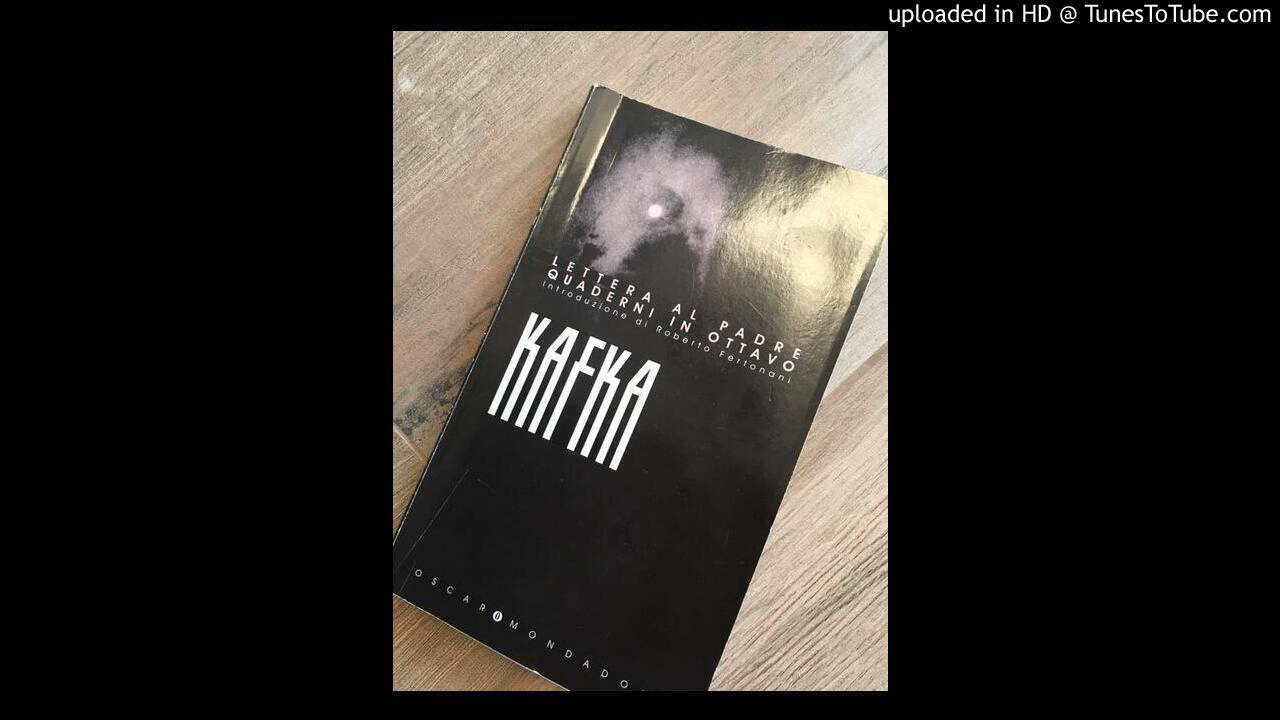 uploaded in HD @ TunesToTube.com
LETTERA AL PADRE
QUADERNI IN OTTAVO
Introduzione di Roberto Fertonani
KAFKA
OSCAR MONDADO